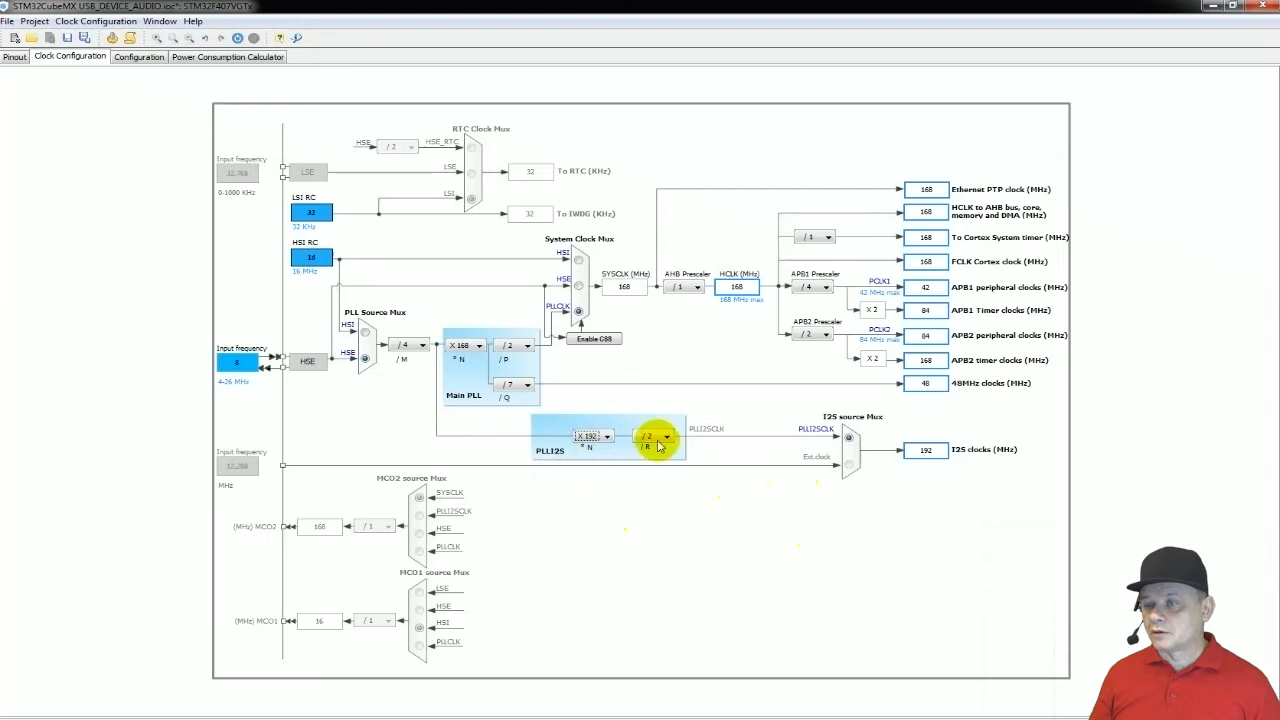 STM32CubeMX USB_DEVICE_AUDIO.ioc*: STM32F407VGTx
File Project Clock Configuration Window Help
Pinout Clock Configuration Configuration Power Consumption Calculator
RTC Clock Mux
HSE / 2 HSE_RTC
Input frequency
32.768
0-1000 KHz
LSE LSE
32 To RTC (KHz)
LSI RC
32
32 KHz
LSI
32 To IWDG (KHz)
HSI RC
16
16 MHz
System Clock Mux
HSI
HSE
PLLCLK
SYSCLK (MHz)
168
AHB Prescaler
/ 1
HCLK (MHz)
168
168 MHz max
Enable CSS
168 Ethernet PTP clock (MHz)
168 HCLK to AHB bus, core,
memory and DMA (MHz)
/ 1 168 To Cortex System timer (MHz)
168 FCLK Cortex clock (MHz)
APB1 Prescaler
/ 4
PCLK1
42 MHz max
42 APB1 peripheral clocks (MHz)
X 2 84 APB1 Timer clocks (MHz)
APB2 Prescaler
/ 2
PCLK2
84 MHz max
84 APB2 peripheral clocks (MHz)
X 2 168 APB2 timer clocks (MHz)
48 48MHz clocks (MHz)
PLL Source Mux
HSI
HSE
Input frequency
8
4-26 MHz
HSE
/ 4
/ M
X 168
* N
/ 2
/ P
/ 7
/ Q
Main PLL
X 192
* N
/ 2
/ R
PLLI2S
PLLI2SCLK
I2S source Mux
PLLI2SCLK
Ext.clock
192 I2S clocks (MHz)
Input frequency
12.288
MHz
MCO2 source Mux
SYSCLK
PLLI2SCLK
HSE
PLLCLK
(MHz) MCO2 168 / 1
MCO1 source Mux
LSE
HSE
HSI
PLLCLK
(MHz) MCO1 16 / 1